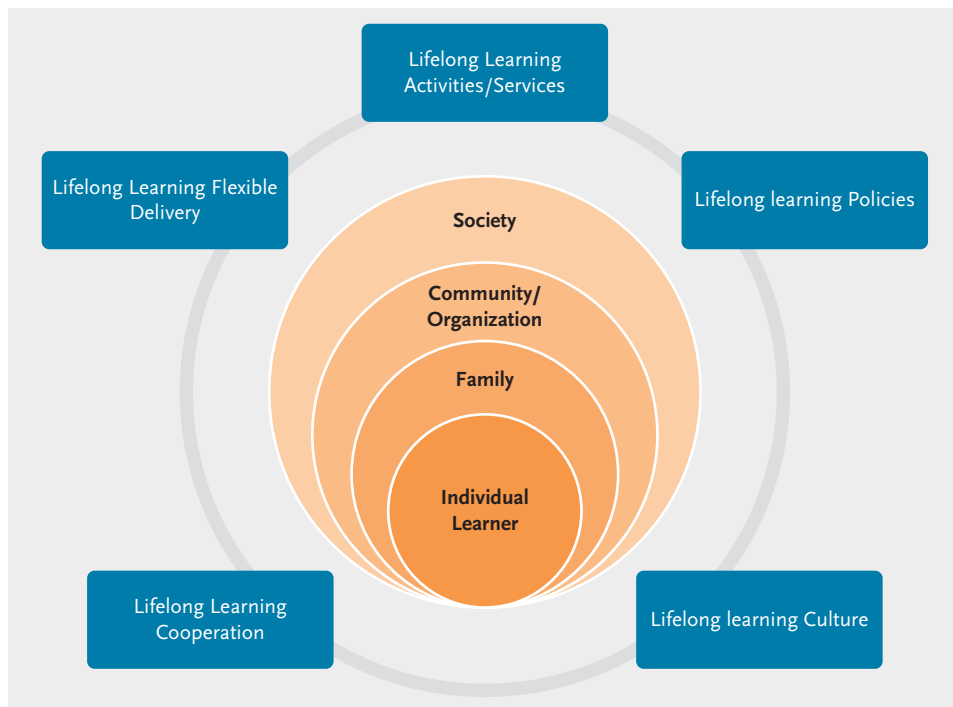 Lifelong Learning
Activities/Services
Lifelong Learning Flexible
Delivery
Lifelong learning Policies
Society
Community/
Organization
Family
Individual
Learner
Lifelong Learning
Cooperation
Lifelong learning Culture